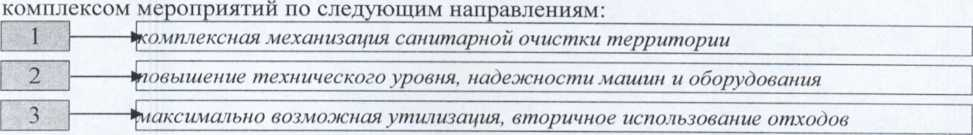 комплексом мероприятий по следующим направлениям:
1 комплексная механизация санитарной очистки территории
2 повышение технического уровня, надежности машин и оборудования
3 максимально возможная утилизация, вторичное использование отходов